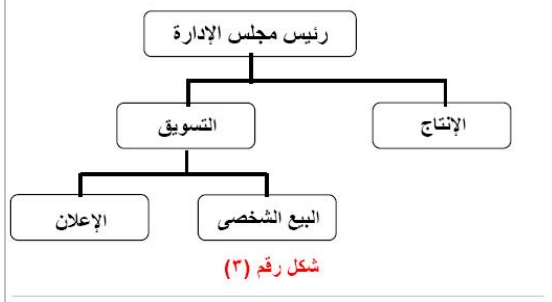 رئيس مجلس الإدارة
الإنتاج
التسويق
البيع الشخصى
الإعلان
شكل رقم (٣)